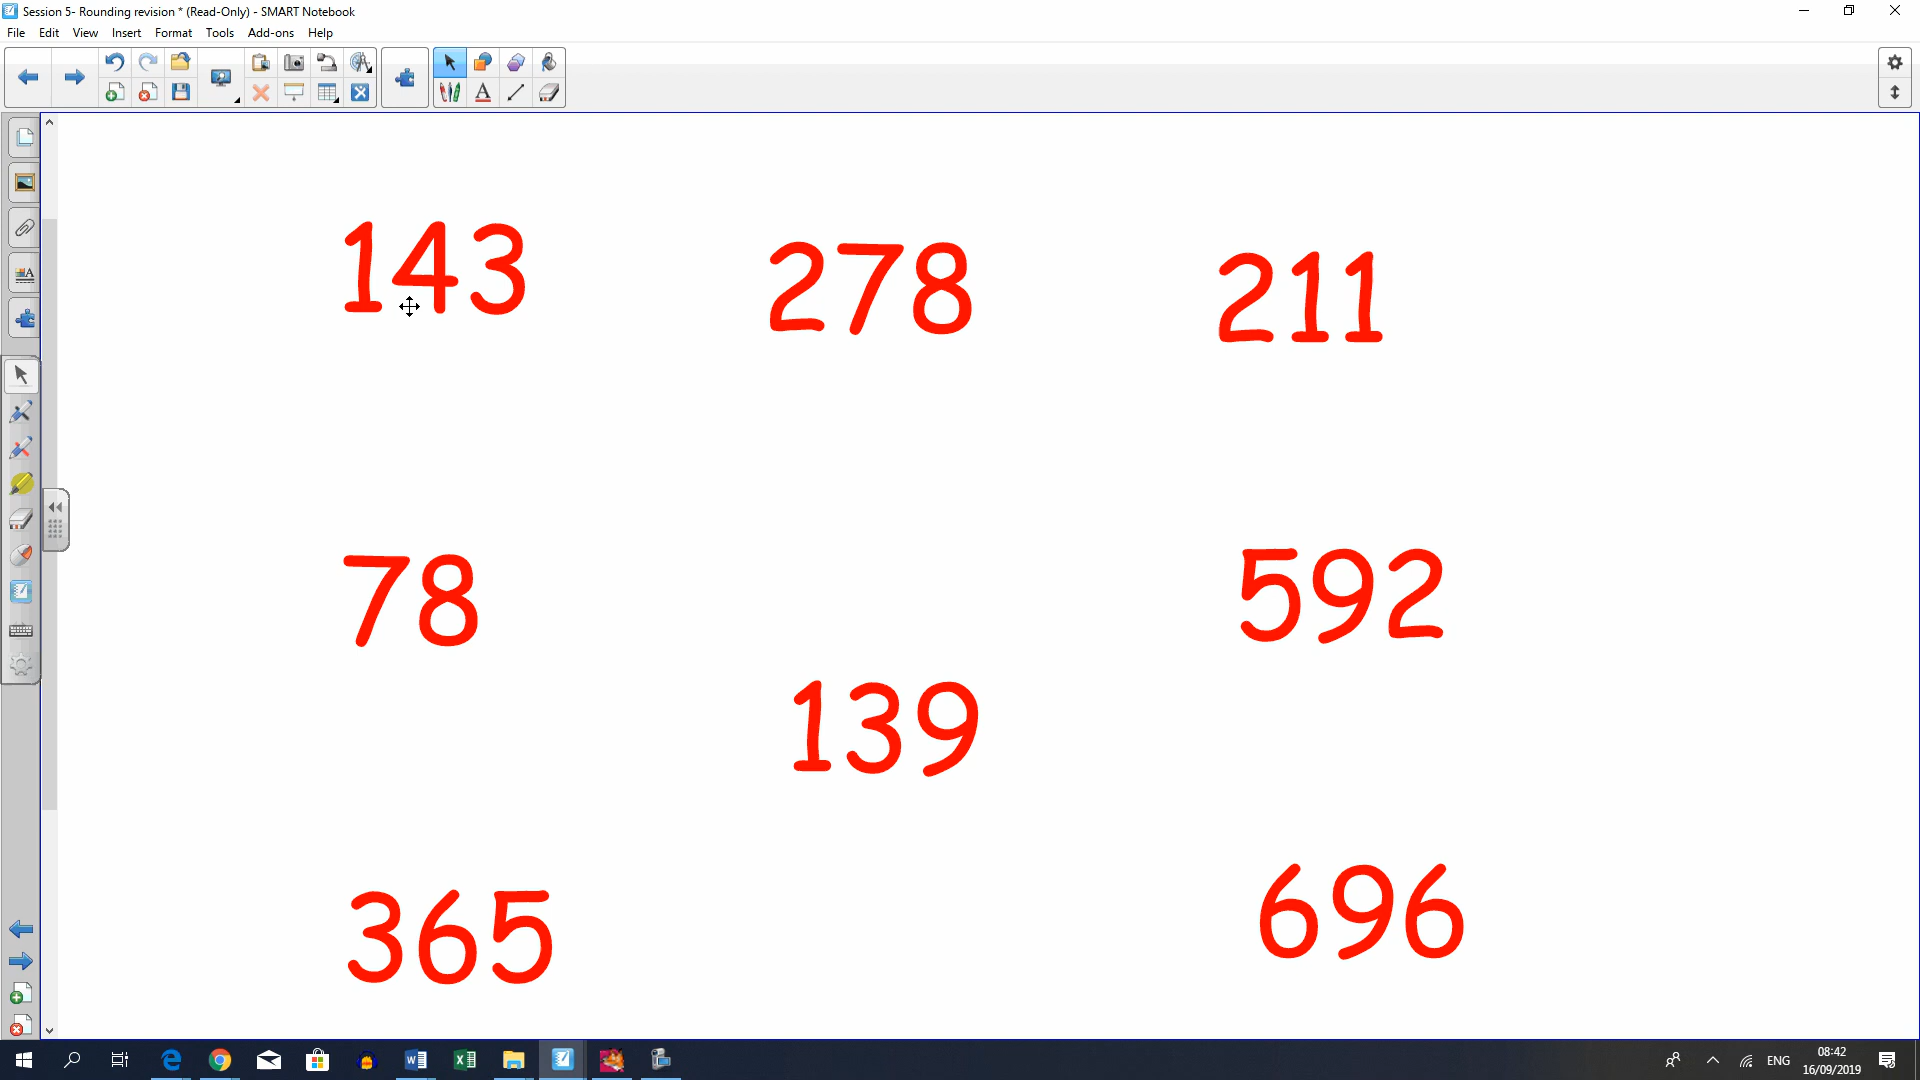 Session 5- Rounding revision * (Read-Only) - SMART Notebook
File Edit View Insert Format Tools Add-ons Help
143 278 211
78 592
139
365 696
ENG 08:42
16/09/2019